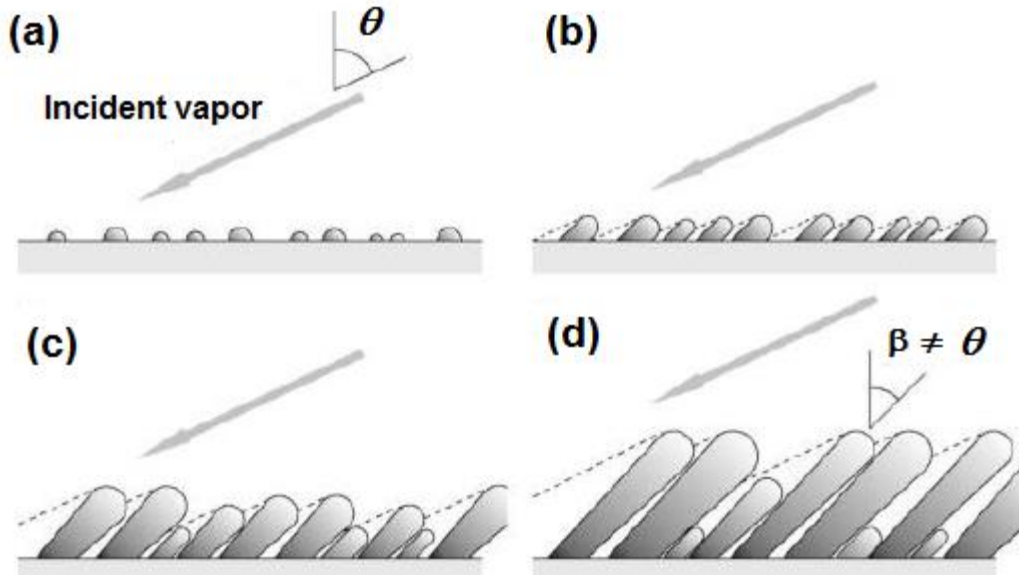 (a)
θ
(b)
Incident vapor
(c)
(d)
β ≠ θ